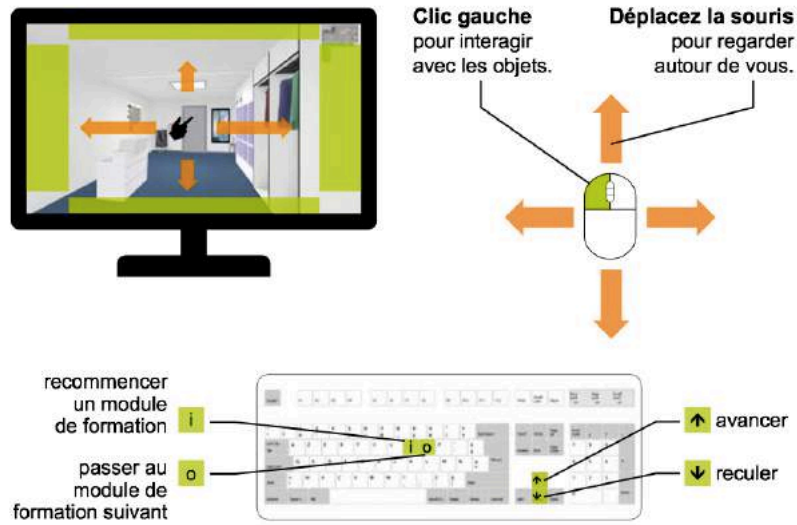 Clic gauche
pour interagir
avec les objets.
Déplacez la souris
pour regarder
autour de vous.
recommencer
un module
de formation
i
passer au
module de
formation suivant
o
i o
↑
↓
↑ avancer
↓ reculer